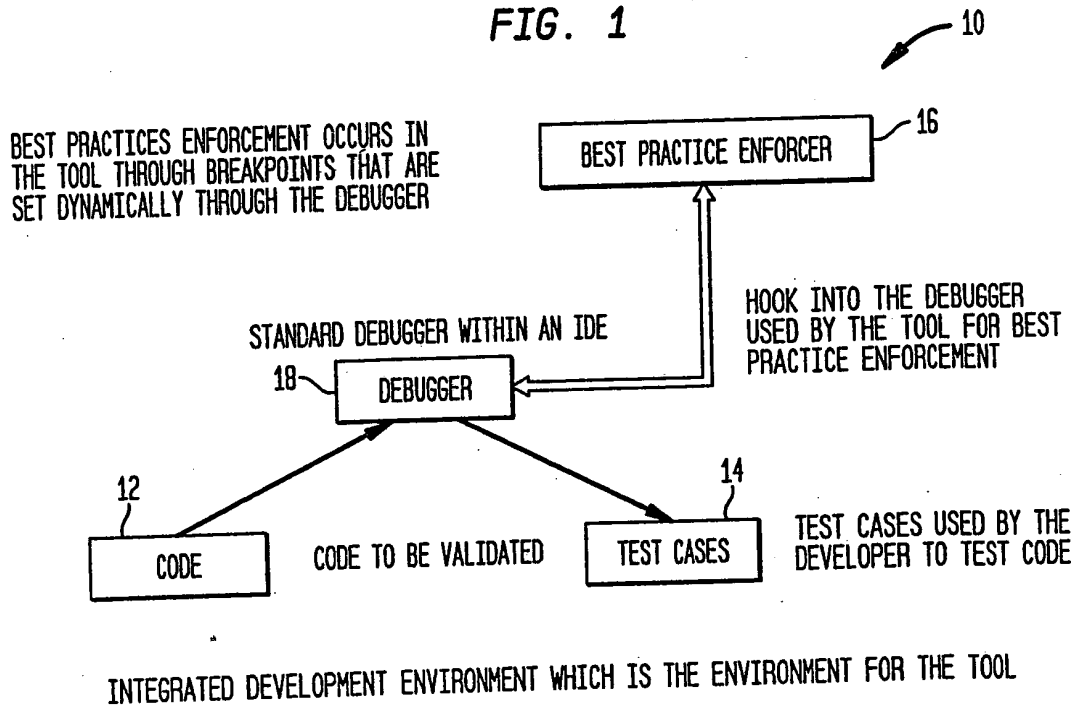 FIG. 1
10
BEST PRACTICES ENFORCEMENT OCCURS IN
THE TOOL THROUGH BREAKPOINTS THAT ARE
SET DYNAMICALLY THROUGH THE DEBUGGER
BEST PRACTICE ENFORCER
16
HOOK INTO THE DEBUGGER
USED BY THE TOOL FOR BEST
PRACTICE ENFORCEMENT
STANDARD DEBUGGER WITHIN AN IDE
18
DEBUGGER
12
CODE
CODE TO BE VALIDATED
14
TEST CASES
TEST CASES USED BY THE
DEVELOPER TO TEST CODE
INTEGRATED DEVELOPMENT ENVIRONMENT WHICH IS THE ENVIRONMENT FOR THE TOOL